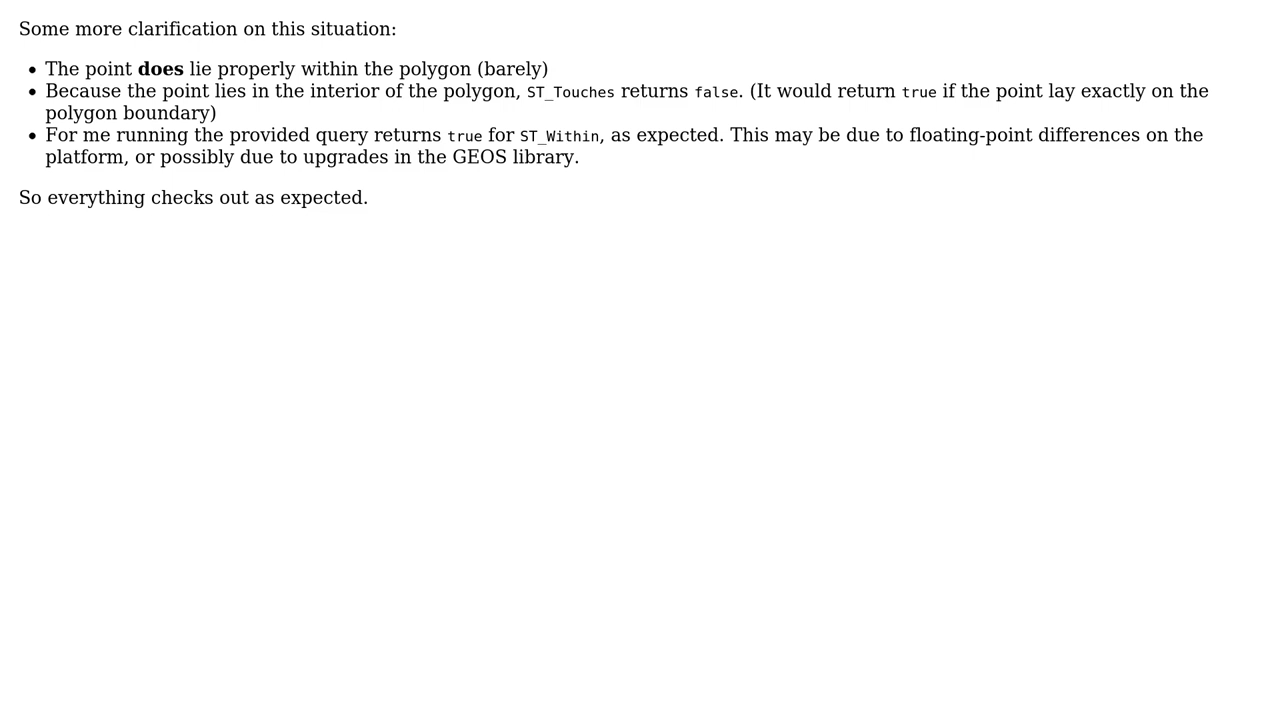 Some more clarification on this situation:
• The point does lie properly within the polygon (barely)
• Because the point lies in the interior of the polygon, ST_Touches returns false. (It would return true if the point lay exactly on the
polygon boundary)
• For me running the provided query returns true for ST_Within, as expected. This may be due to floating-point differences on the
platform, or possibly due to upgrades in the GEOS library.
So everything checks out as expected.